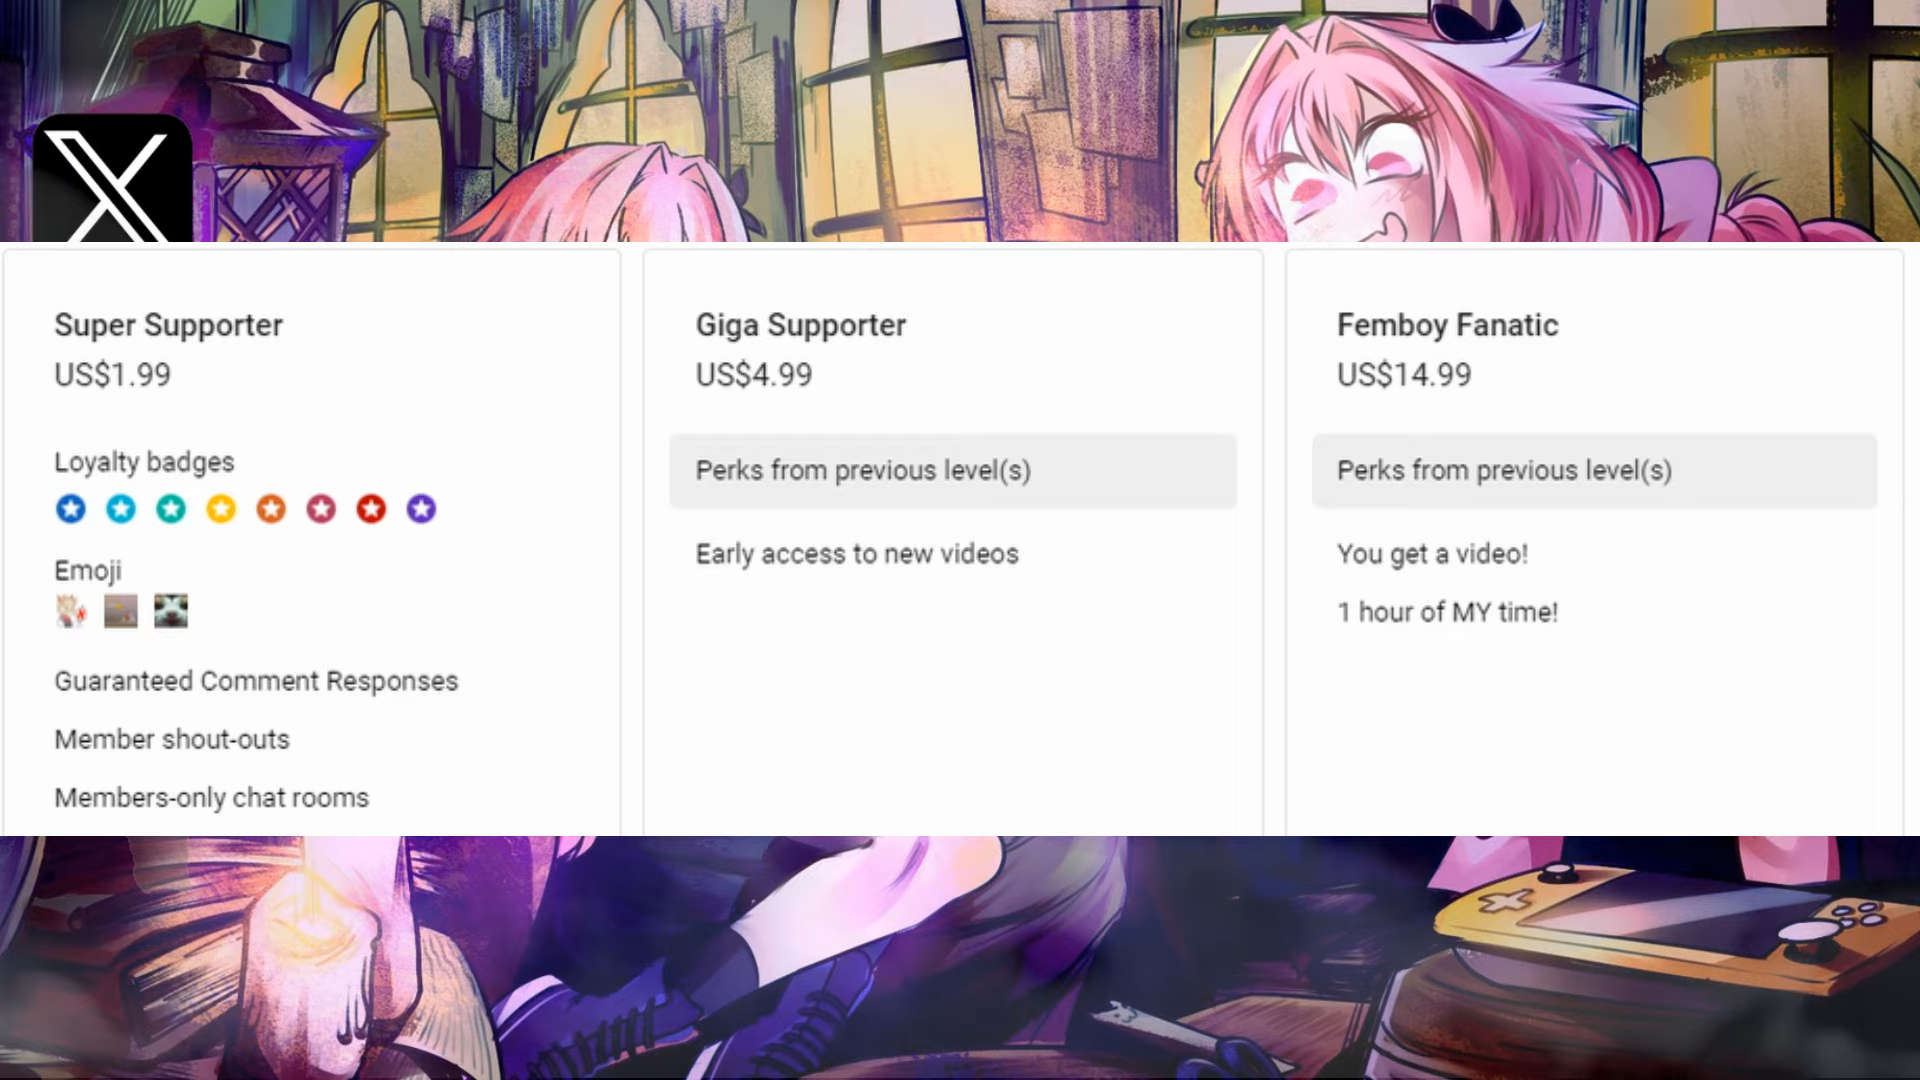 Super Supporter
US$1.99
Loyalty badges
Emoji
Guaranteed Comment Responses
Member shout-outs
Members-only chat rooms
Giga Supporter
US$4.99
Perks from previous level(s)
Early access to new videos
Femboy Fanatic
US$14.99
Perks from previous level(s)
You get a video!
1 hour of MY time!